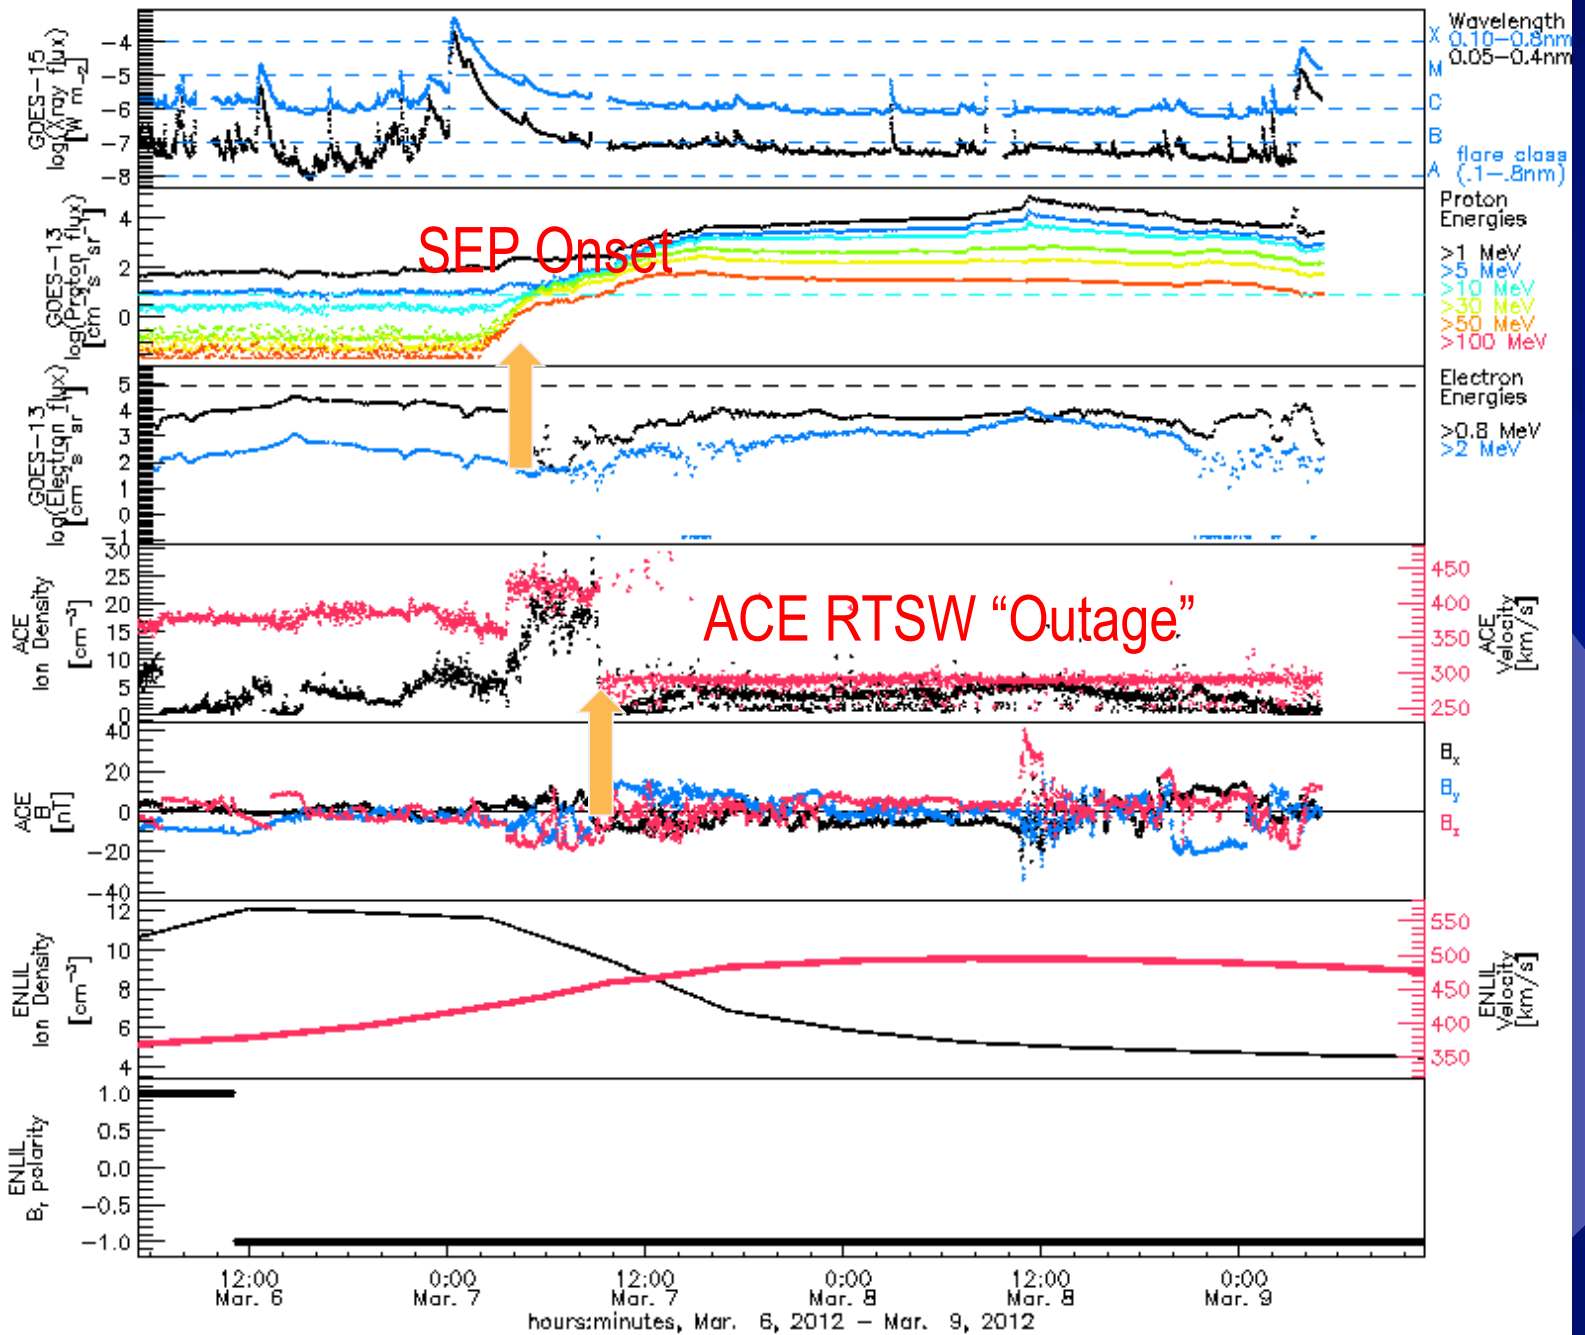 Wavelength
0.10−0.8nm
0.05−0.4nm
GOES−15
log(Xray flux)
[W m−2]
−4
−5
−6
−7
−8
X
M
C
B
A
flare class
(.1−.8nm)
GOES−13
log(Proton flux)
[cm−2s−1sr−1]
4
2
0
SEP Onset
Proton
Energies
>1 MeV
>5 MeV
>10 MeV
>30 MeV
>50 MeV
>100 MeV
GOES−13
log(Electron flux)
[cm−2s−1sr−1]
5
4
3
2
1
0
−1
Electron
Energies
>0.8 MeV
>2 MeV
ACE
Ion Density
[cm−3]
30
25
20
15
10
5
0
ACE RTSW “Outage”
450
400
350
300
250
ACE
Velocity
[km/s]
ACE
B
[nT]
40
20
0
−20
−40
Bx
By
Bz
ENLIL
Ion Density
[cm−3]
12
10
8
6
4
550
500
450
400
350
ENLIL
Velocity
[km/s]
ENLIL
Br polarity
1.0
0.5
0.0
−0.5
−1.0
12:00 0:00 12:00 0:00 12:00 0:00
Mar. 6 Mar. 7 Mar. 7 Mar. 8 Mar. 8 Mar. 9
hours:minutes, Mar. 6, 2012 − Mar. 9, 2012